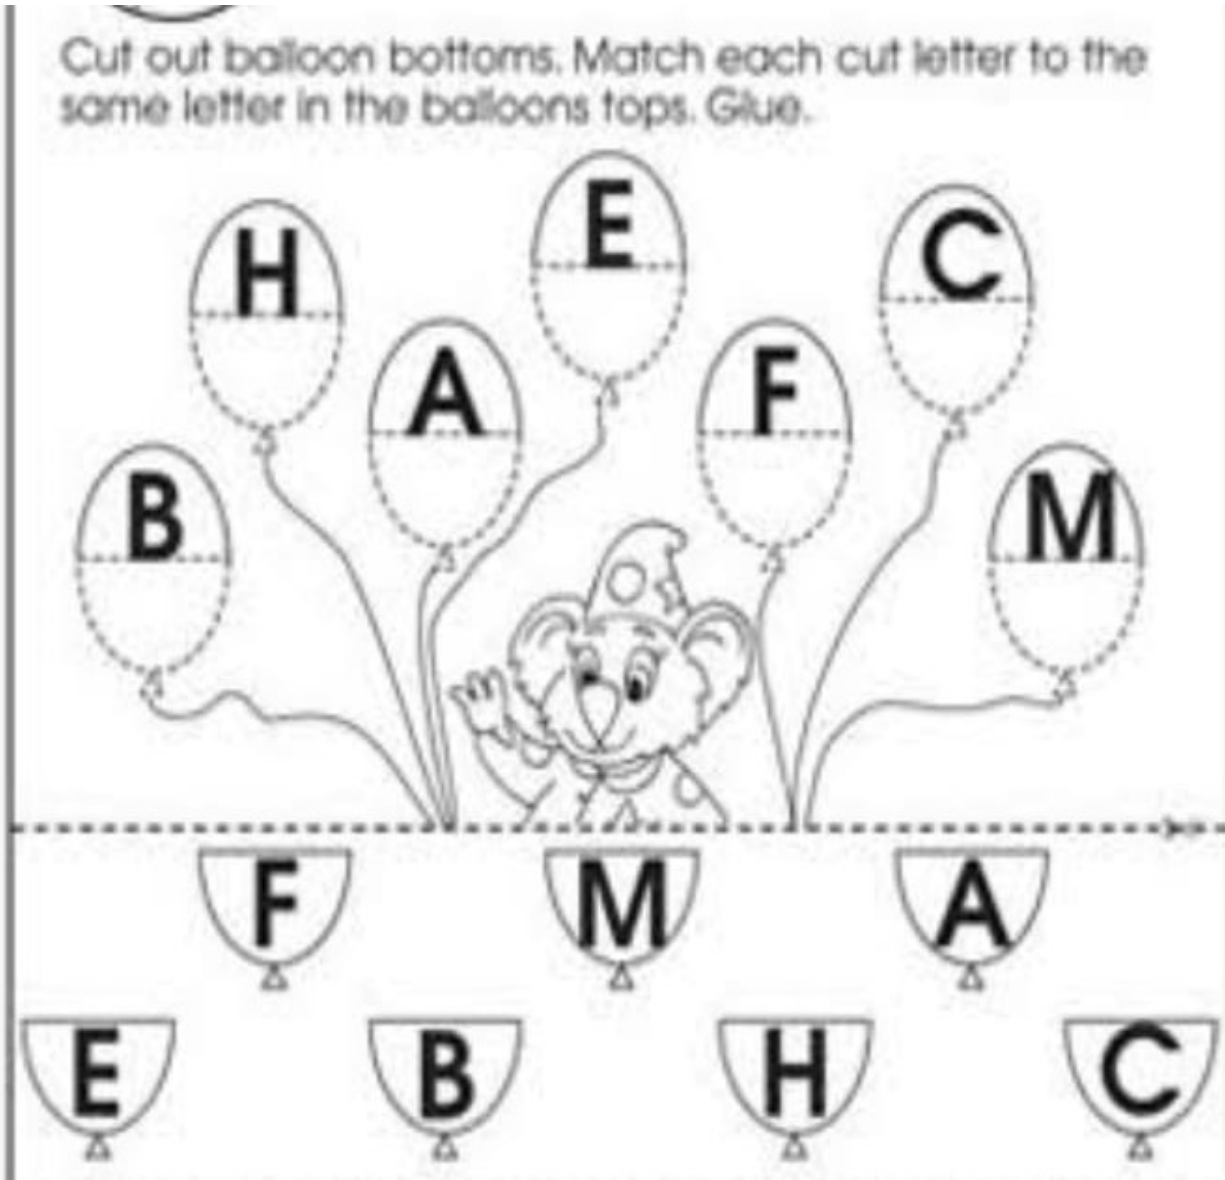 Cut out balloon bottoms. Match each cut letter to the
same letter in the balloons tops. Glue.
E
H
C
A
F
B
M
F
M
A
E
B
H
C